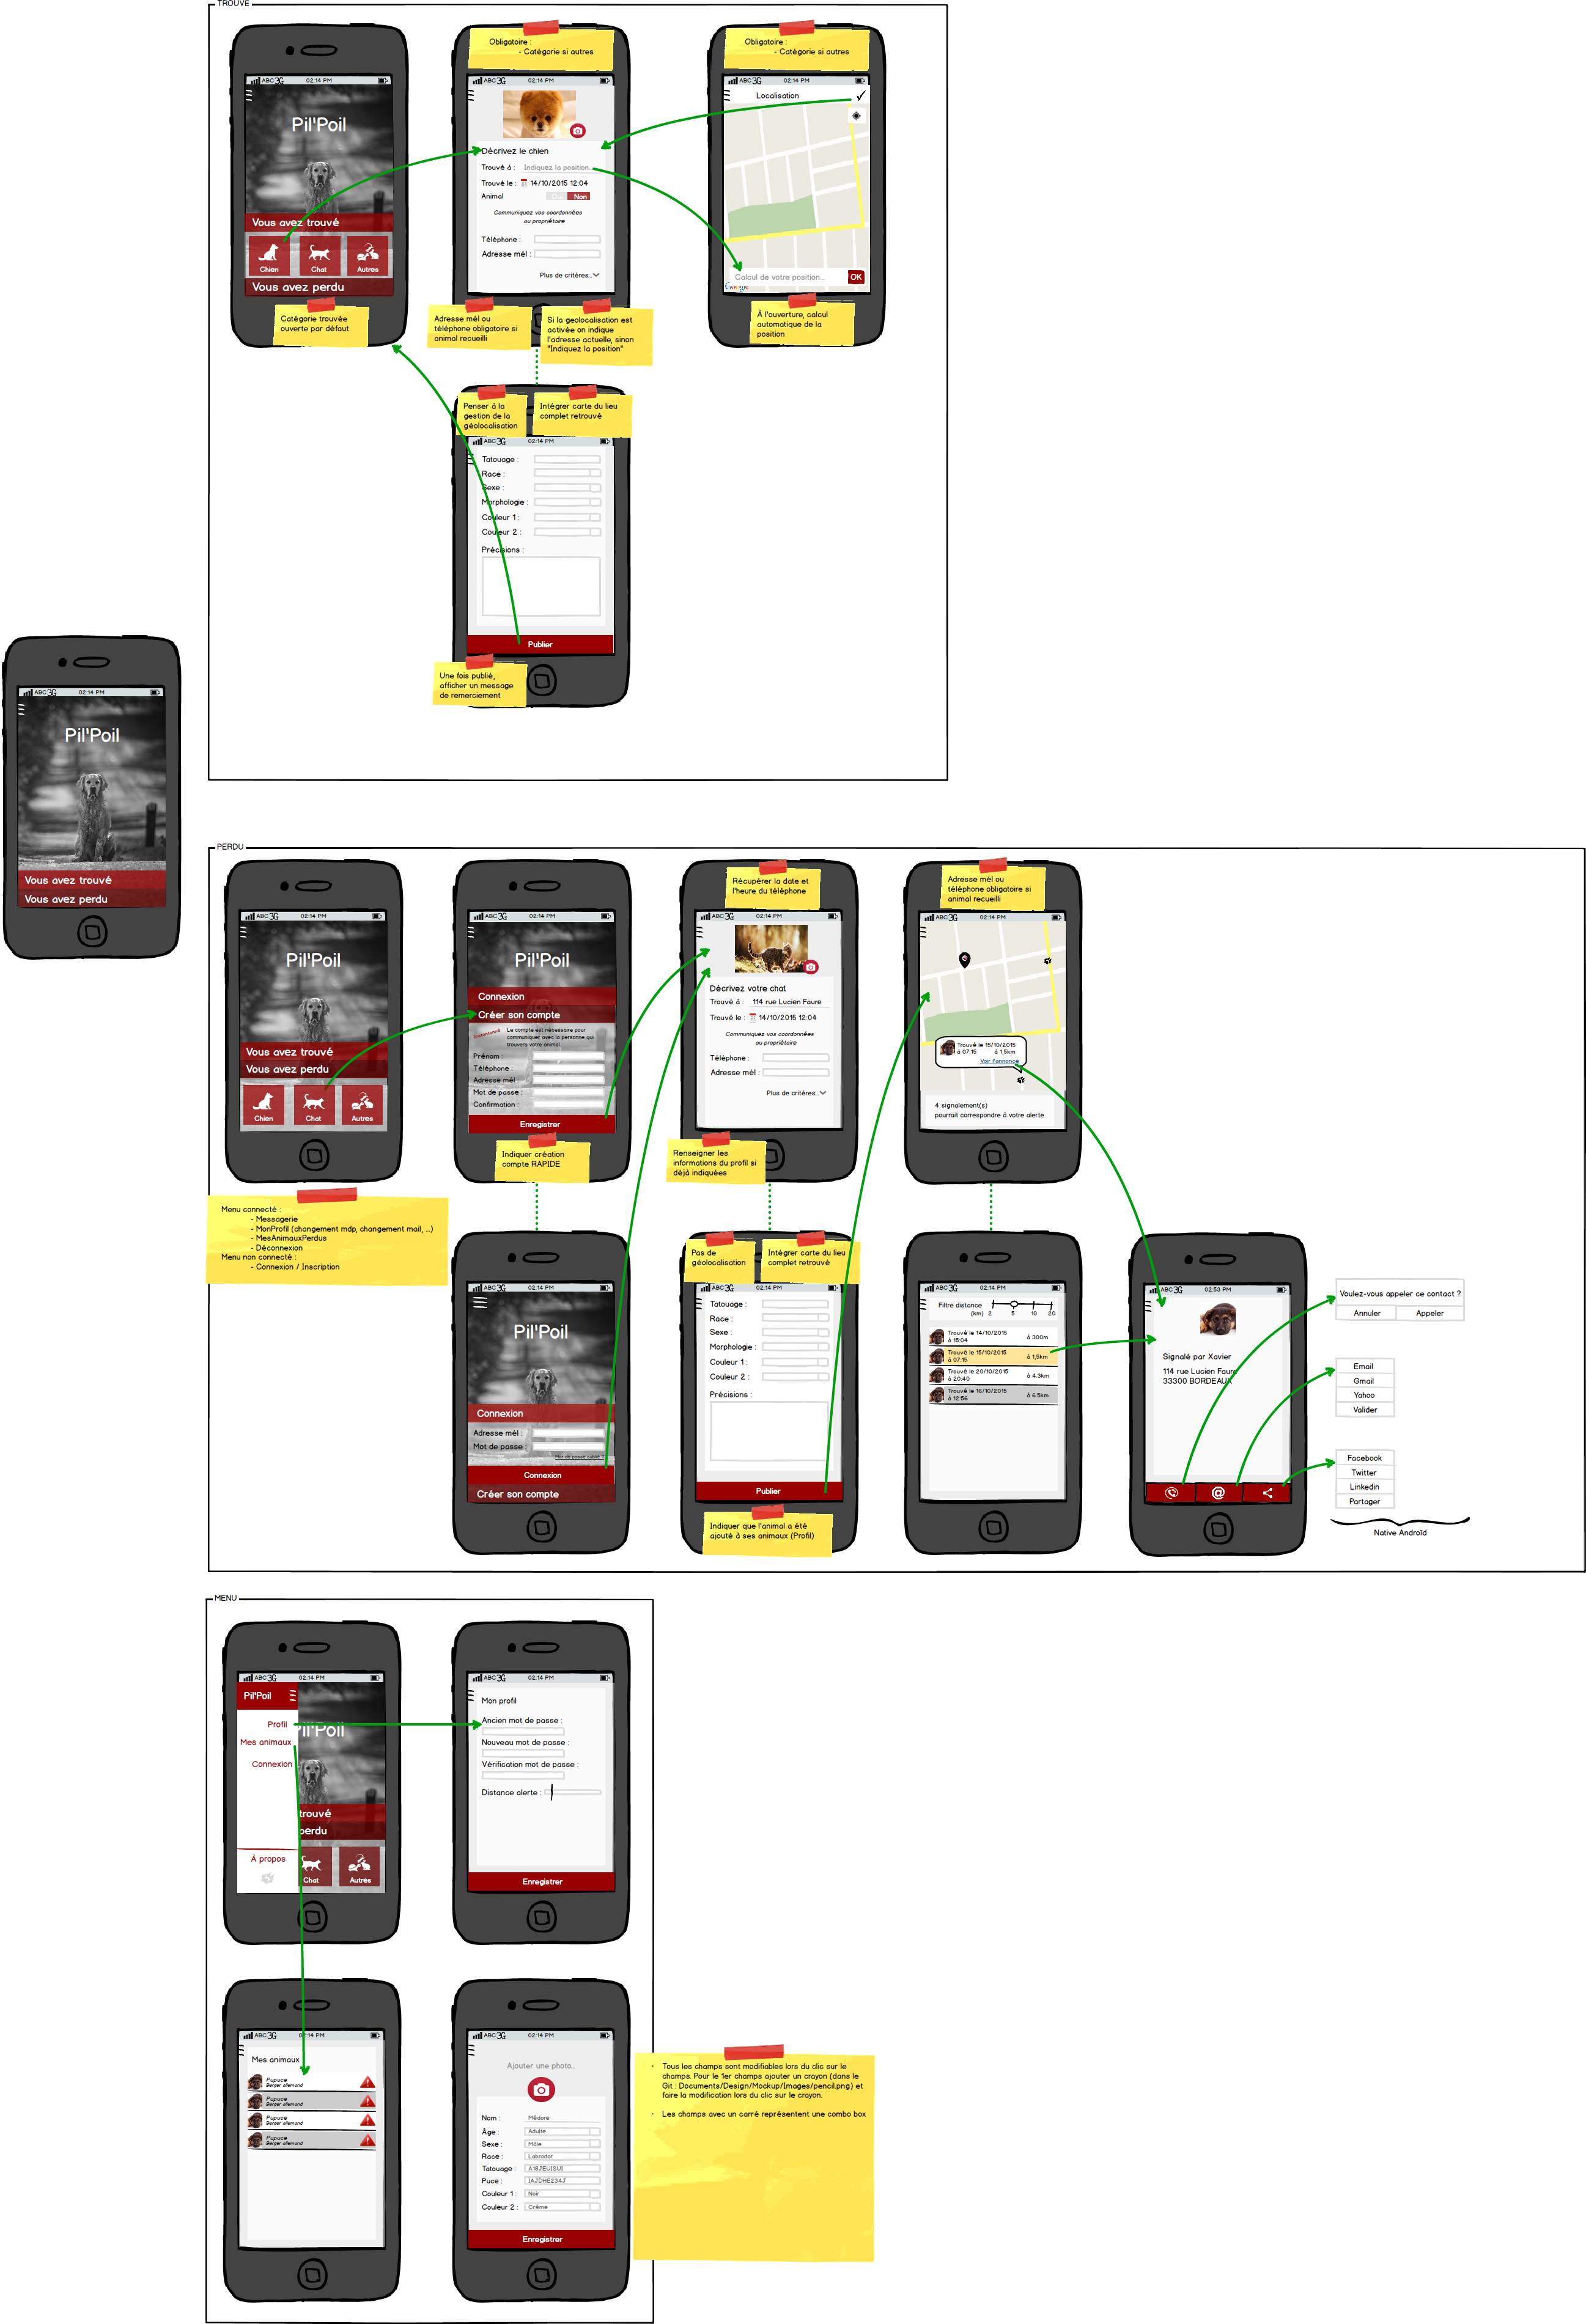 TROUVE
ABC 3G 02:14 PM
Pil'Poil
Vous avez trouvé
Chien Chat Autres
Vous avez perdu
Catégorie trouvée
ouverte par défaut
Obligatoire :
- Catégorie si autres
ABC 3G 02:14 PM
Décrivez le chien
Trouvé à : Indiquez la position...
Trouvé le : 14/10/2015 12:04
Animal Non
Communiquez vos coordonnées
au propriétaire
Téléphone :
Adresse mél :
Plus de critères..
Adresse mél ou
téléphone obligatoire si
animal recueilli
Si la geolocalisation est
activée on indique
l'adresse actuelle, sinon
"Indiquez la position"
Obligatoire :
- Catégorie si autres
ABC 3G 02:14 PM
Localisation
Calcul de votre position... OK
Google
À l'ouverture, calcul
automatique de la
position
Penser à la
gestion de la
géolocalisation
Intégrer carte du lieu
complet retrouvé
ABC 3G 02:14 PM
Tatouage :
Race :
Sexe :
Morphologie :
Couleur 1 :
Couleur 2 :
Précisions :
Publier
Une fois publié,
afficher un message
de remerciement
ABC 3G 02:14 PM
Pil'Poil
Vous avez trouvé
Vous avez perdu
PERDU
ABC 3G 02:14 PM
Pil'Poil
Vous avez trouvé
Vous avez perdu
Chien Chat Autres
Menu connecté :
- Messagerie
- MonProfil (changement mdp, changement mail, ...)
- MesAnimauxPerdus
- Déconnexion
Menu non connecté :
- Connexion / Inscription
ABC 3G 02:14 PM
Pil'Poil
Connexion
Créer son compte
Le compte est nécessaire pour
communiquer avec la personne qui
trouvera votre animal
Prénom :
Téléphone :
Adresse mél :
Mot de passe :
Confirmation :
Enregistrer
Indiquer création
compte RAPIDE
Récupérer la date et
l'heure du téléphone
ABC 3G 02:14 PM
Décrivez votre chat
Trouvé à : 114 rue Lucien Faure
Trouvé le : 14/10/2015 12:04
Communiquez vos coordonnées
au propriétaire
Téléphone :
Adresse mél :
Plus de critères..
Renseigner les
informations du profil si
déjà indiquées
Adresse mél ou
téléphone obligatoire si
animal recueilli
ABC 3G 02:14 PM
Trouvé le 15/10/2015
à 07:15 à 1,5km
Voir l'annonce
4 signalement(s)
pourrait correspondre à votre alerte
ABC 3G 02:14 PM
Pil'Poil
Connexion
Adresse mél :
Mot de passe :
Mot de passe oublié ?
Connexion
Créer son compte
Pas de
géolocalisation
Intégrer carte du lieu
complet retrouvé
ABC 3G 02:14 PM
Tatouage :
Race :
Sexe :
Morphologie :
Couleur 1 :
Couleur 2 :
Précisions :
Publier
Indiquer que l'animal a été
ajouté à ses animaux (Profil)
ABC 3G 02:14 PM
Filtre distance
(km) 2 5 10 20
Trouvé le 14/10/2015
à 15:04 à 300m
Trouvé le 15/10/2015
à 07:15 à 1,5km
Trouvé le 20/10/2015
à 20:40 à 4.3km
Trouvé le 16/10/2015
à 12:56 à 6.5km
ABC 3G 02:53 PM
Signalé par Xavier
114 rue Lucien Faure
33300 BORDEAUX
Voulez-vous appeler ce contact ?
Annuler Appeler
Email
Gmail
Yahoo
Valider
Facebook
Twitter
Linkedin
Partager
Native Androïd
MENU
ABC 3G 02:14 PM
Pil'Poil
Profil
Mes animaux
Connexion
À propos
Pil'Poil
trouvé
perdu
Chat Autres
ABC 3G 02:14 PM
Mon profil
Ancien mot de passe :
Nouveau mot de passe :
Vérification mot de passe :
Distance alerte :
Enregistrer
ABC 3G 02:14 PM
Mes animaux
Pupuce
Berger allemand
Pupuce
Berger allemand
Pupuce
Berger allemand
Pupuce
Berger allemand
ABC 3G 02:14 PM
Ajouter une photo...
Nom : Médore
Âge : Adulte
Sexe : Mâle
Race : Labrador
Tatouage : A16JEUISIJI
Puce : IAJDHE234J
Couleur 1 : Noir
Couleur 2 : Crème
Enregistrer
· Tous les champs sont modifiables lors du clic sur le
champs. Pour le 1er champs ajouter un crayon (dans le
Git : Documents/Design/Mockup/Images/pencil.png) et
faire la modification lors du clic sur le crayon.
· Les champs avec un carré représentent une combo box